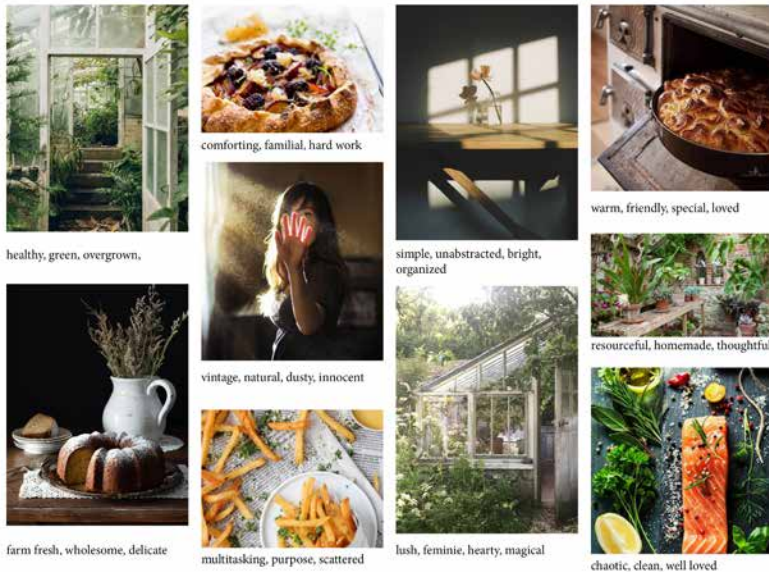 healthy, green, overgrown,
farm fresh, wholesome, delicate
comforting, familial, hard work
vintage, natural, dusty, innocent
multitasking, purpose, scattered
simple, unabstracted, bright,
organized
lush, feminie, hearty, magical
warm, friendly, special, loved
resourceful, homemade, thoughtful
chaotic, clean, well loved